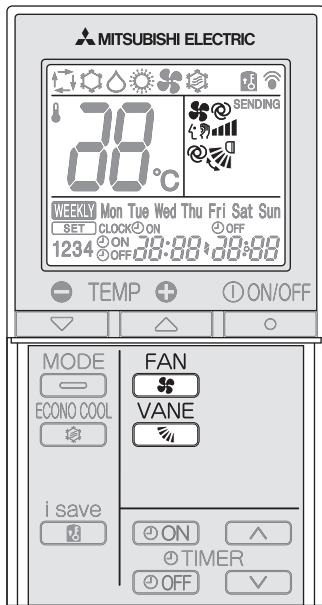 MITSUBISHI ELECTRIC
SENDING
88°C
WEEKLY Mon Tue Wed Thu Fri Sat Sun
SET CLOCK ON OFF
1234 ON OFF 88:88 88:88
TEMP ON/OFF
MODE FAN
ECONO COOL VANE
i save
ON
TIMER
OFF